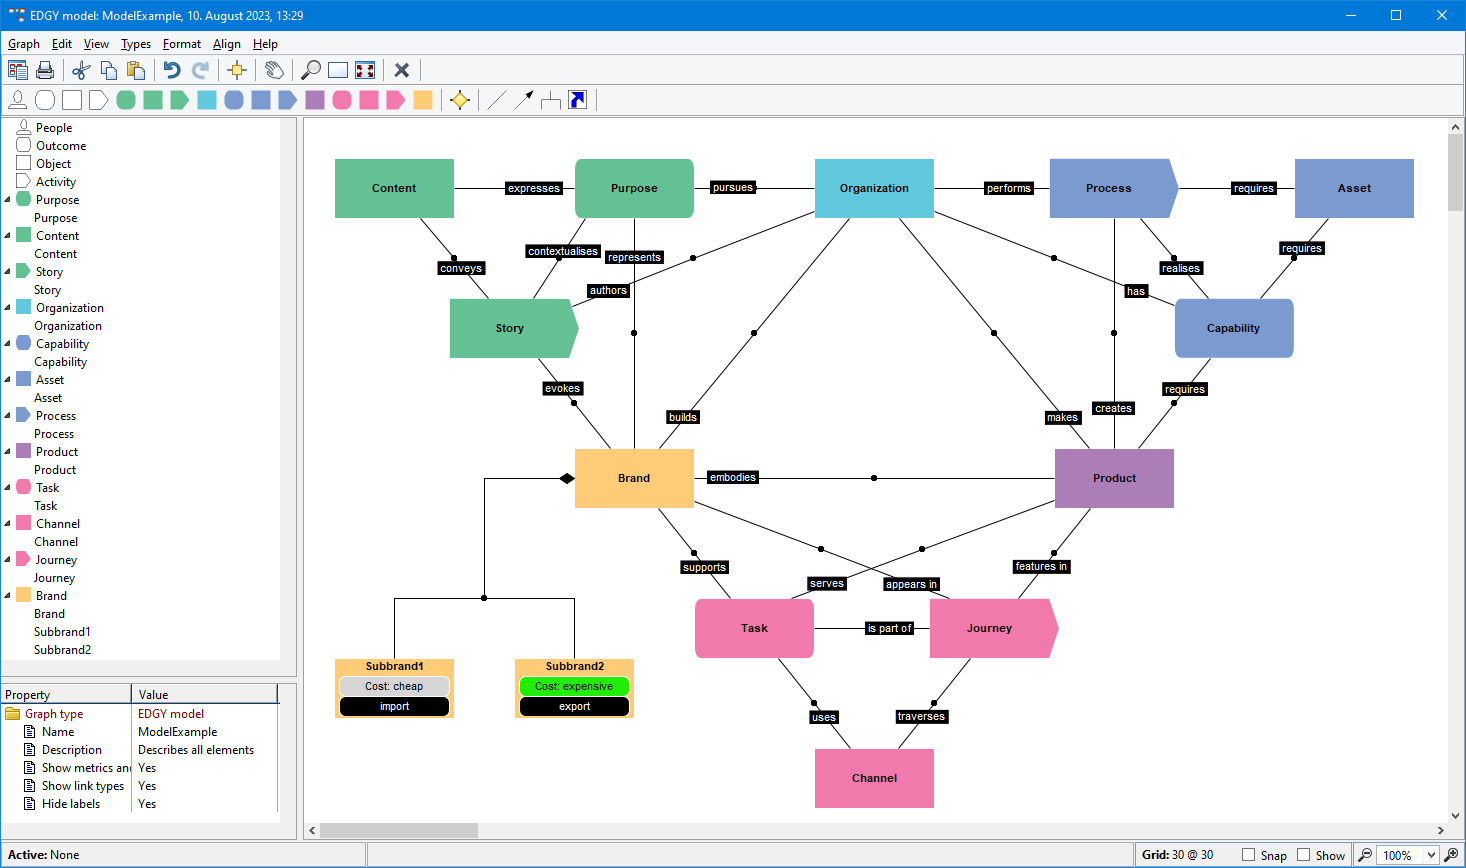 EDGY model: ModelExample, 10. August 2023, 13:29
Graph Edit View Types Format Align Help
People
Outcome
Object
Activity
Purpose
Purpose
Content
Content
Story
Story
Organization
Organization
Capability
Capability
Asset
Asset
Process
Process
Product
Product
Task
Task
Channel
Channel
Journey
Journey
Brand
Brand
Subbrand1
Subbrand2
Property Value
Graph type EDGY model
Name ModelExample
Description Describes all elements
Show metrics an Yes
Show link types Yes
Hide labels Yes
Content expresses Purpose pursues Organization performs Process requires Asset
conveys contextualises represents authors has realises requires
Story Capability
evokes builds makes creates requires
Brand embodies Product
supports serves appears in features in
Task is part of Journey
Subbrand1 Subbrand2
Cost: cheap Cost: expensive
import export
uses traverses
Channel
Active: None Grid: 30 @ 30 Snap Show 100%